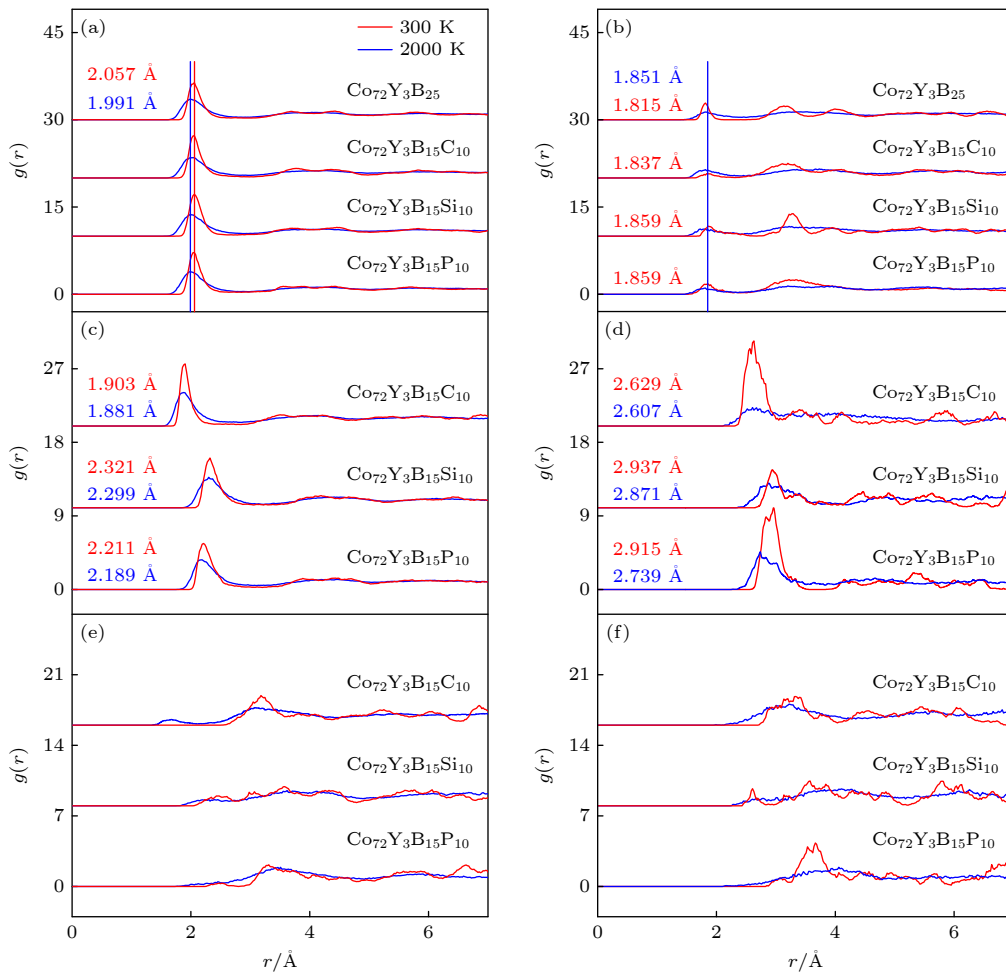 (a)
300 K
2000 K
45
30
15
0
g(r)
2.057 Å
1.991 Å
Co₇₂Y₃B₂₅
Co₇₂Y₃B₁₅C₁₀
Co₇₂Y₃B₁₅Si₁₀
Co₇₂Y₃B₁₅P₁₀
(b)
45
30
15
0
g(r)
1.851 Å
1.815 Å
1.837 Å
1.859 Å
1.859 Å
Co₇₂Y₃B₂₅
Co₇₂Y₃B₁₅C₁₀
Co₇₂Y₃B₁₅Si₁₀
Co₇₂Y₃B₁₅P₁₀
(c)
27
18
9
0
g(r)
1.903 Å
1.881 Å
Co₇₂Y₃B₁₅C₁₀
2.321 Å
2.299 Å
Co₇₂Y₃B₁₅Si₁₀
2.211 Å
2.189 Å
Co₇₂Y₃B₁₅P₁₀
(d)
27
18
9
0
g(r)
2.629 Å
2.607 Å
Co₇₂Y₃B₁₅C₁₀
2.937 Å
2.871 Å
Co₇₂Y₃B₁₅Si₁₀
2.915 Å
2.739 Å
Co₇₂Y₃B₁₅P₁₀
(e)
21
14
7
0
g(r)
Co₇₂Y₃B₁₅C₁₀
Co₇₂Y₃B₁₅Si₁₀
Co₇₂Y₃B₁₅P₁₀
0 2 4 6
r/Å
(f)
21
14
7
0
g(r)
Co₇₂Y₃B₁₅C₁₀
Co₇₂Y₃B₁₅Si₁₀
Co₇₂Y₃B₁₅P₁₀
0 2 4 6
r/Å